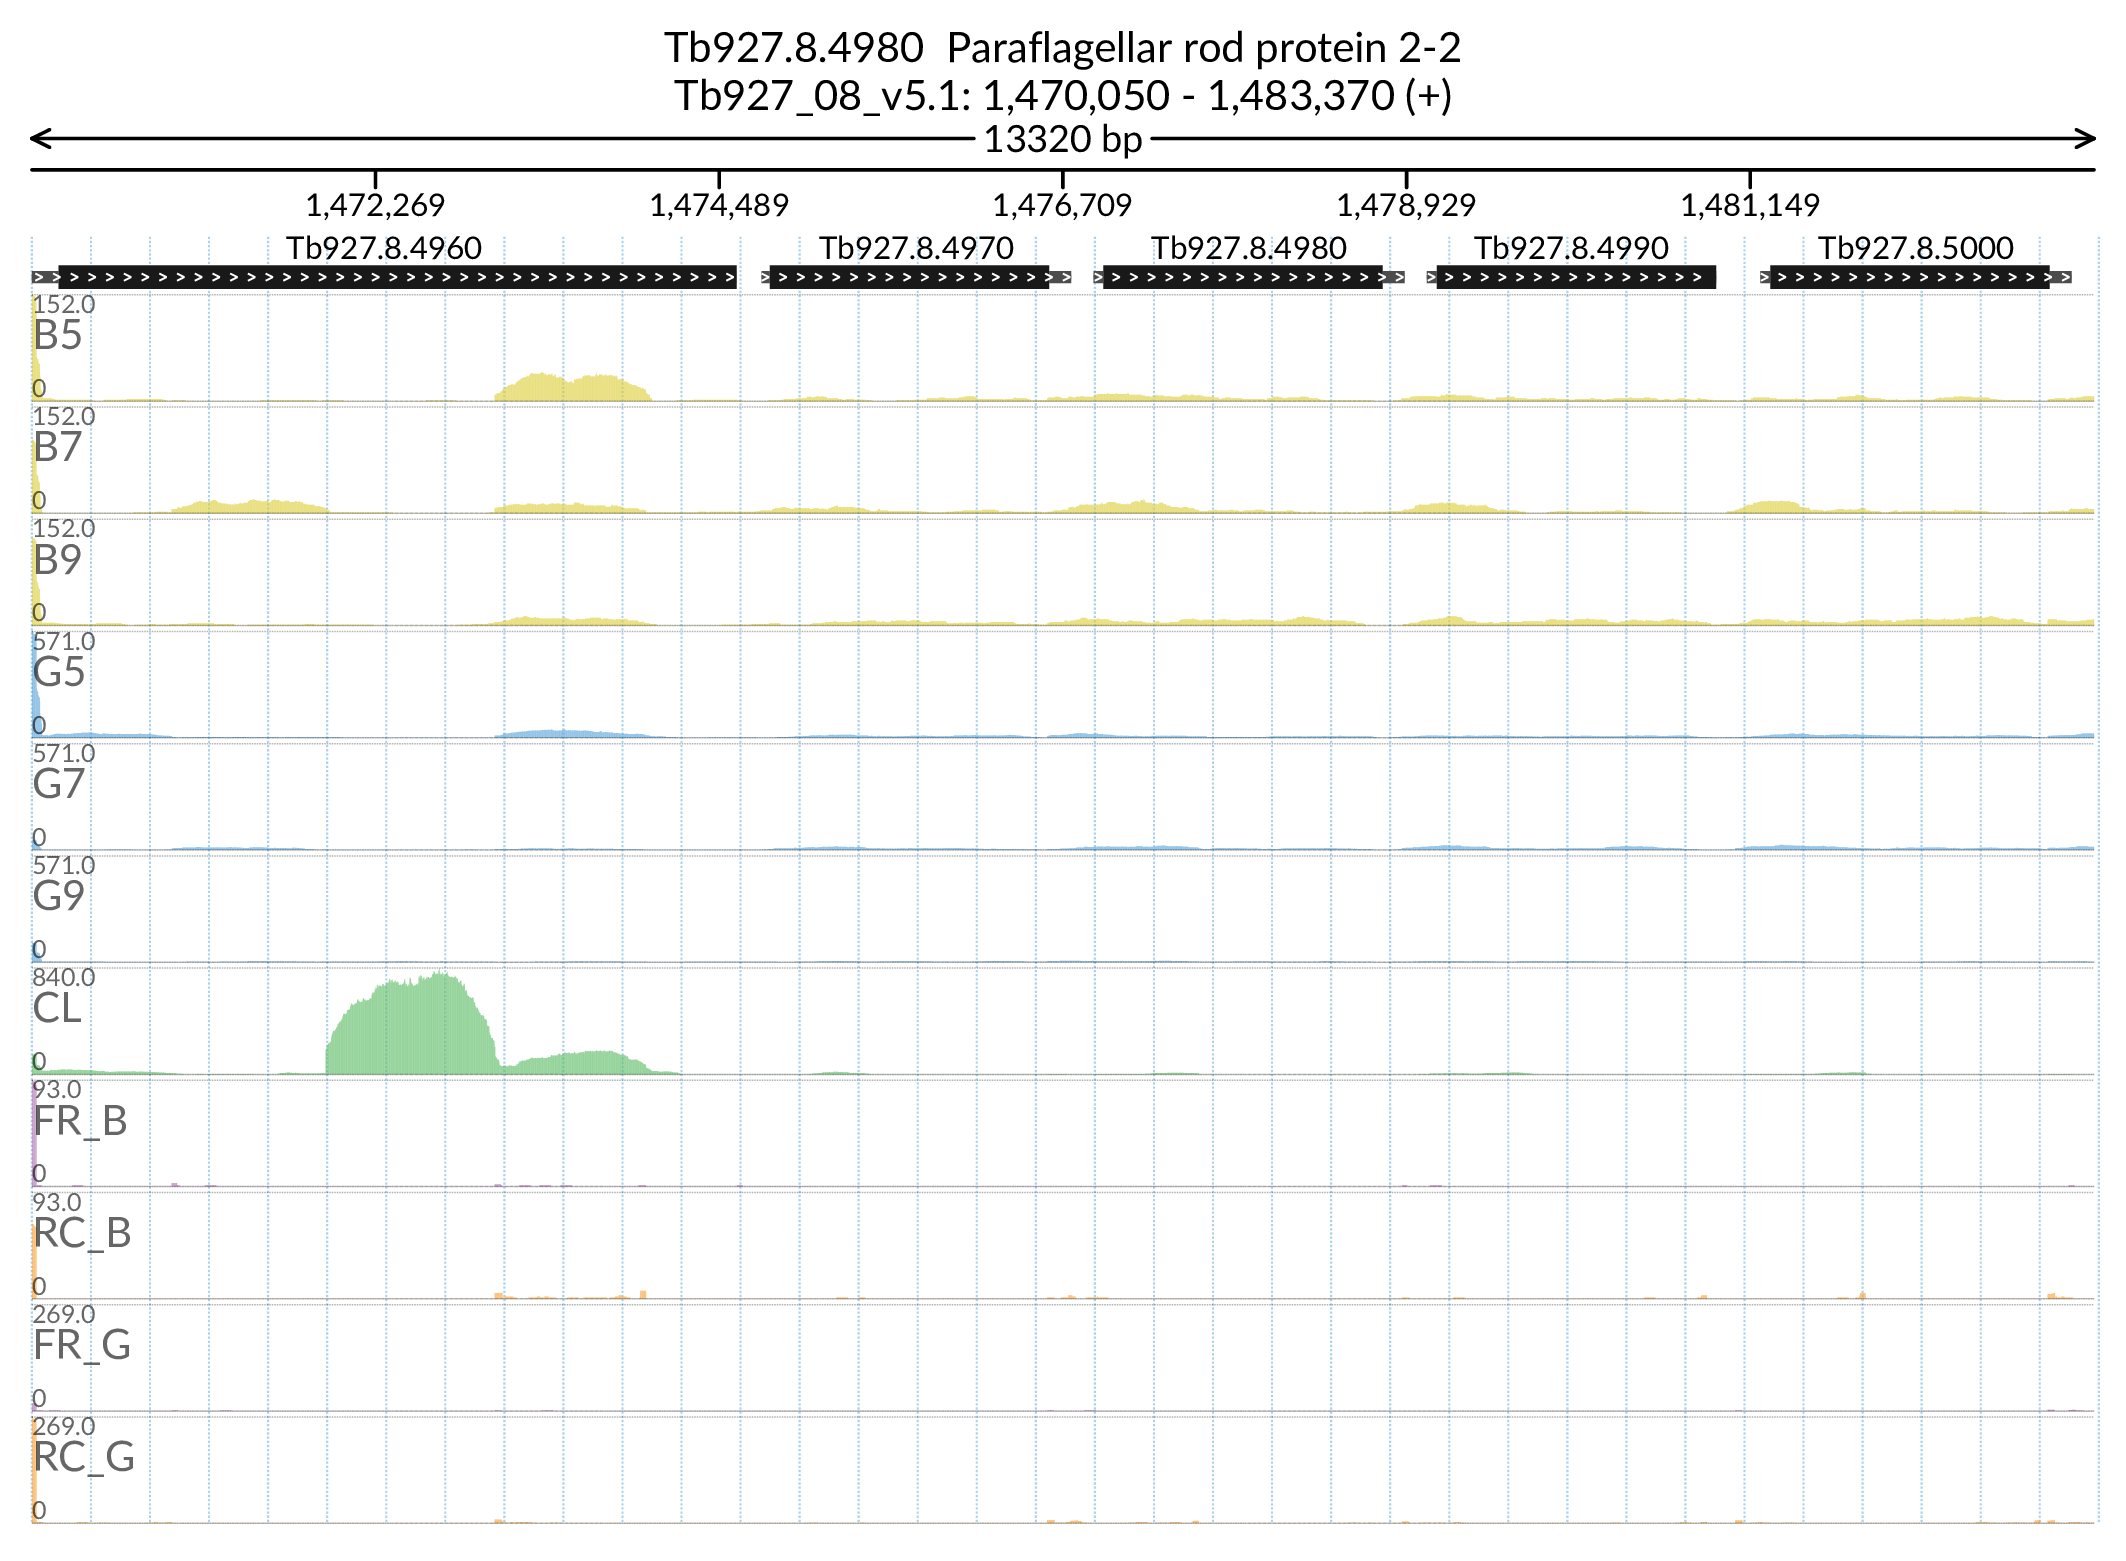 Tb927.8.4980 Paraflagellar rod protein 2-2
Tb927_08_v5.1: 1,470,050 - 1,483,370 (+)
13320 bp
1,472,269 1,474,489 1,476,709 1,478,929 1,481,149
Tb927.8.4960 Tb927.8.4970 Tb927.8.4980 Tb927.8.4990 Tb927.8.5000
152.0
B5
0
152.0
B7
0
152.0
B9
0
571.0
G5
0
571.0
G7
0
571.0
G9
0
840.0
CL
0
93.0
FR_B
0
93.0
RC_B
0
269.0
FR_G
0
269.0
RC_G
0